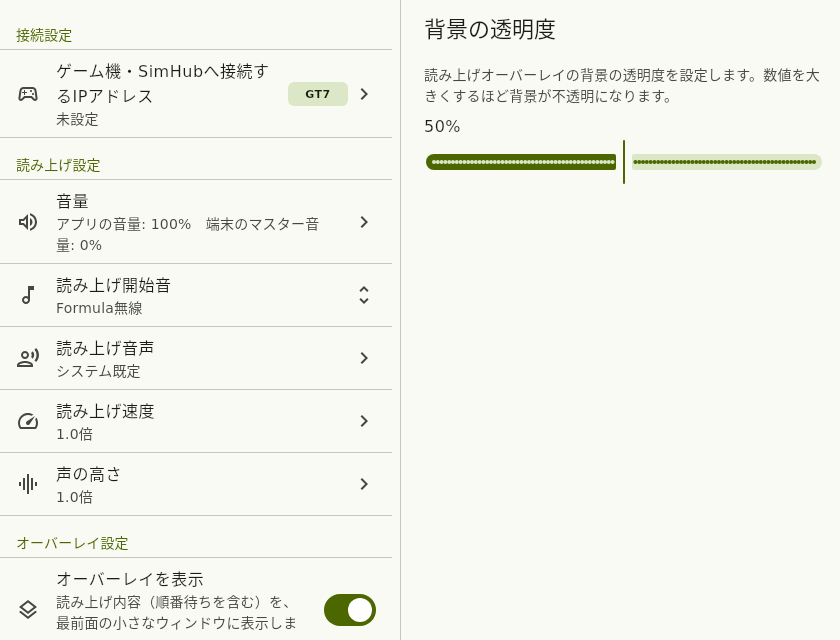 接続設定
ゲーム機・SimHubへ接続す
るIPアドレス
未設定
GT7
読み上げ設定
音量
アプリの音量: 100%　端末のマスター音
量: 0%
読み上げ開始音
Formula無線
読み上げ音声
システム既定
読み上げ速度
1.0倍
声の高さ
1.0倍
オーバーレイ設定
オーバーレイを表示
読み上げ内容（順番待ちを含む）を、
最前面の小さなウィンドウに表示しま
背景の透明度
読み上げオーバーレイの背景の透明度を設定します。数値を大
きくするほど背景が不透明になります。
50%